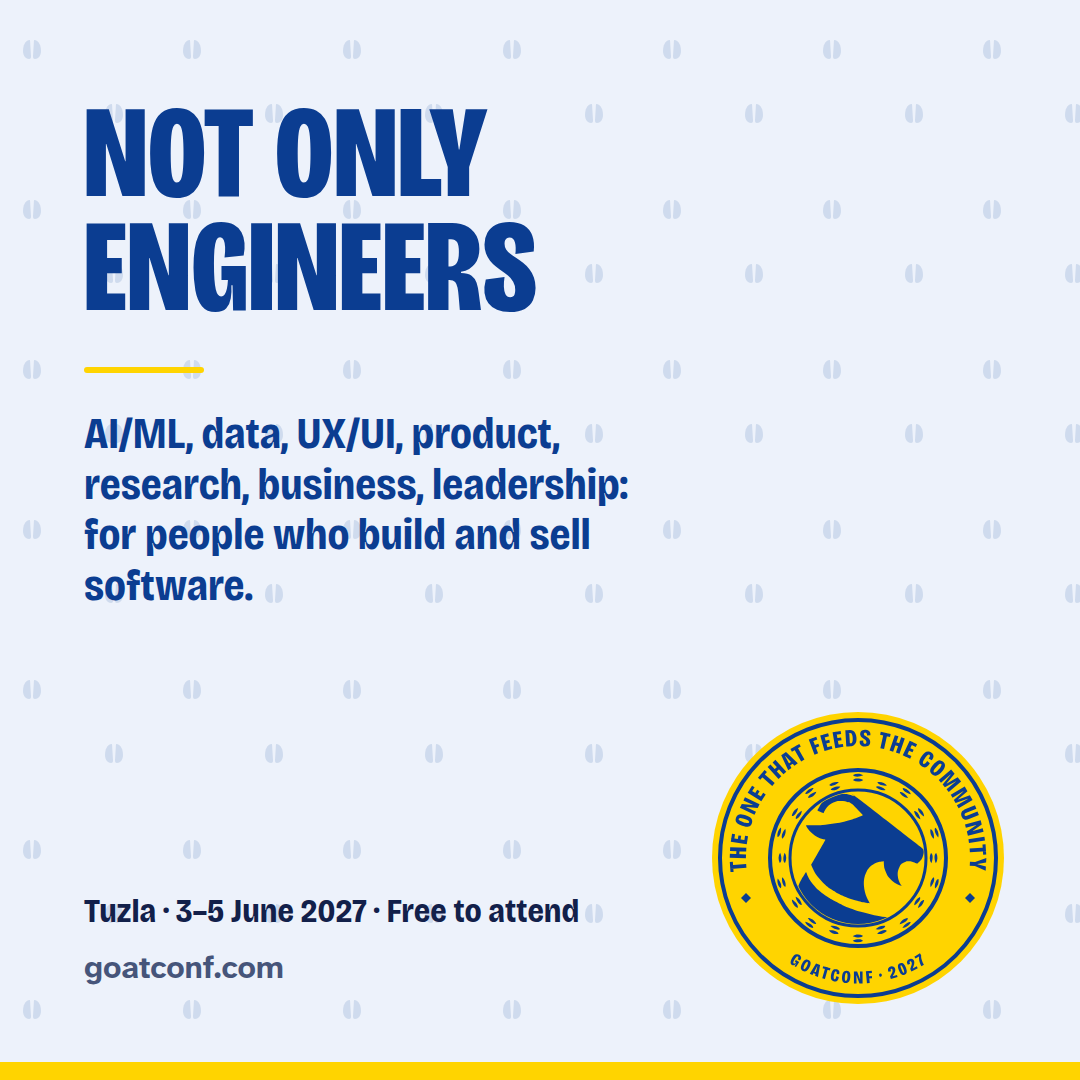 NOT ONLY
ENGINEERS
AI/ML, data, UX/UI, product,
research, business, leadership:
for people who build and sell
software.
Tuzla · 3–5 June 2027 · Free to attend
goatconf.com
THE ONE THAT FEEDS THE COMMUNITY
GOATCONF · 2027